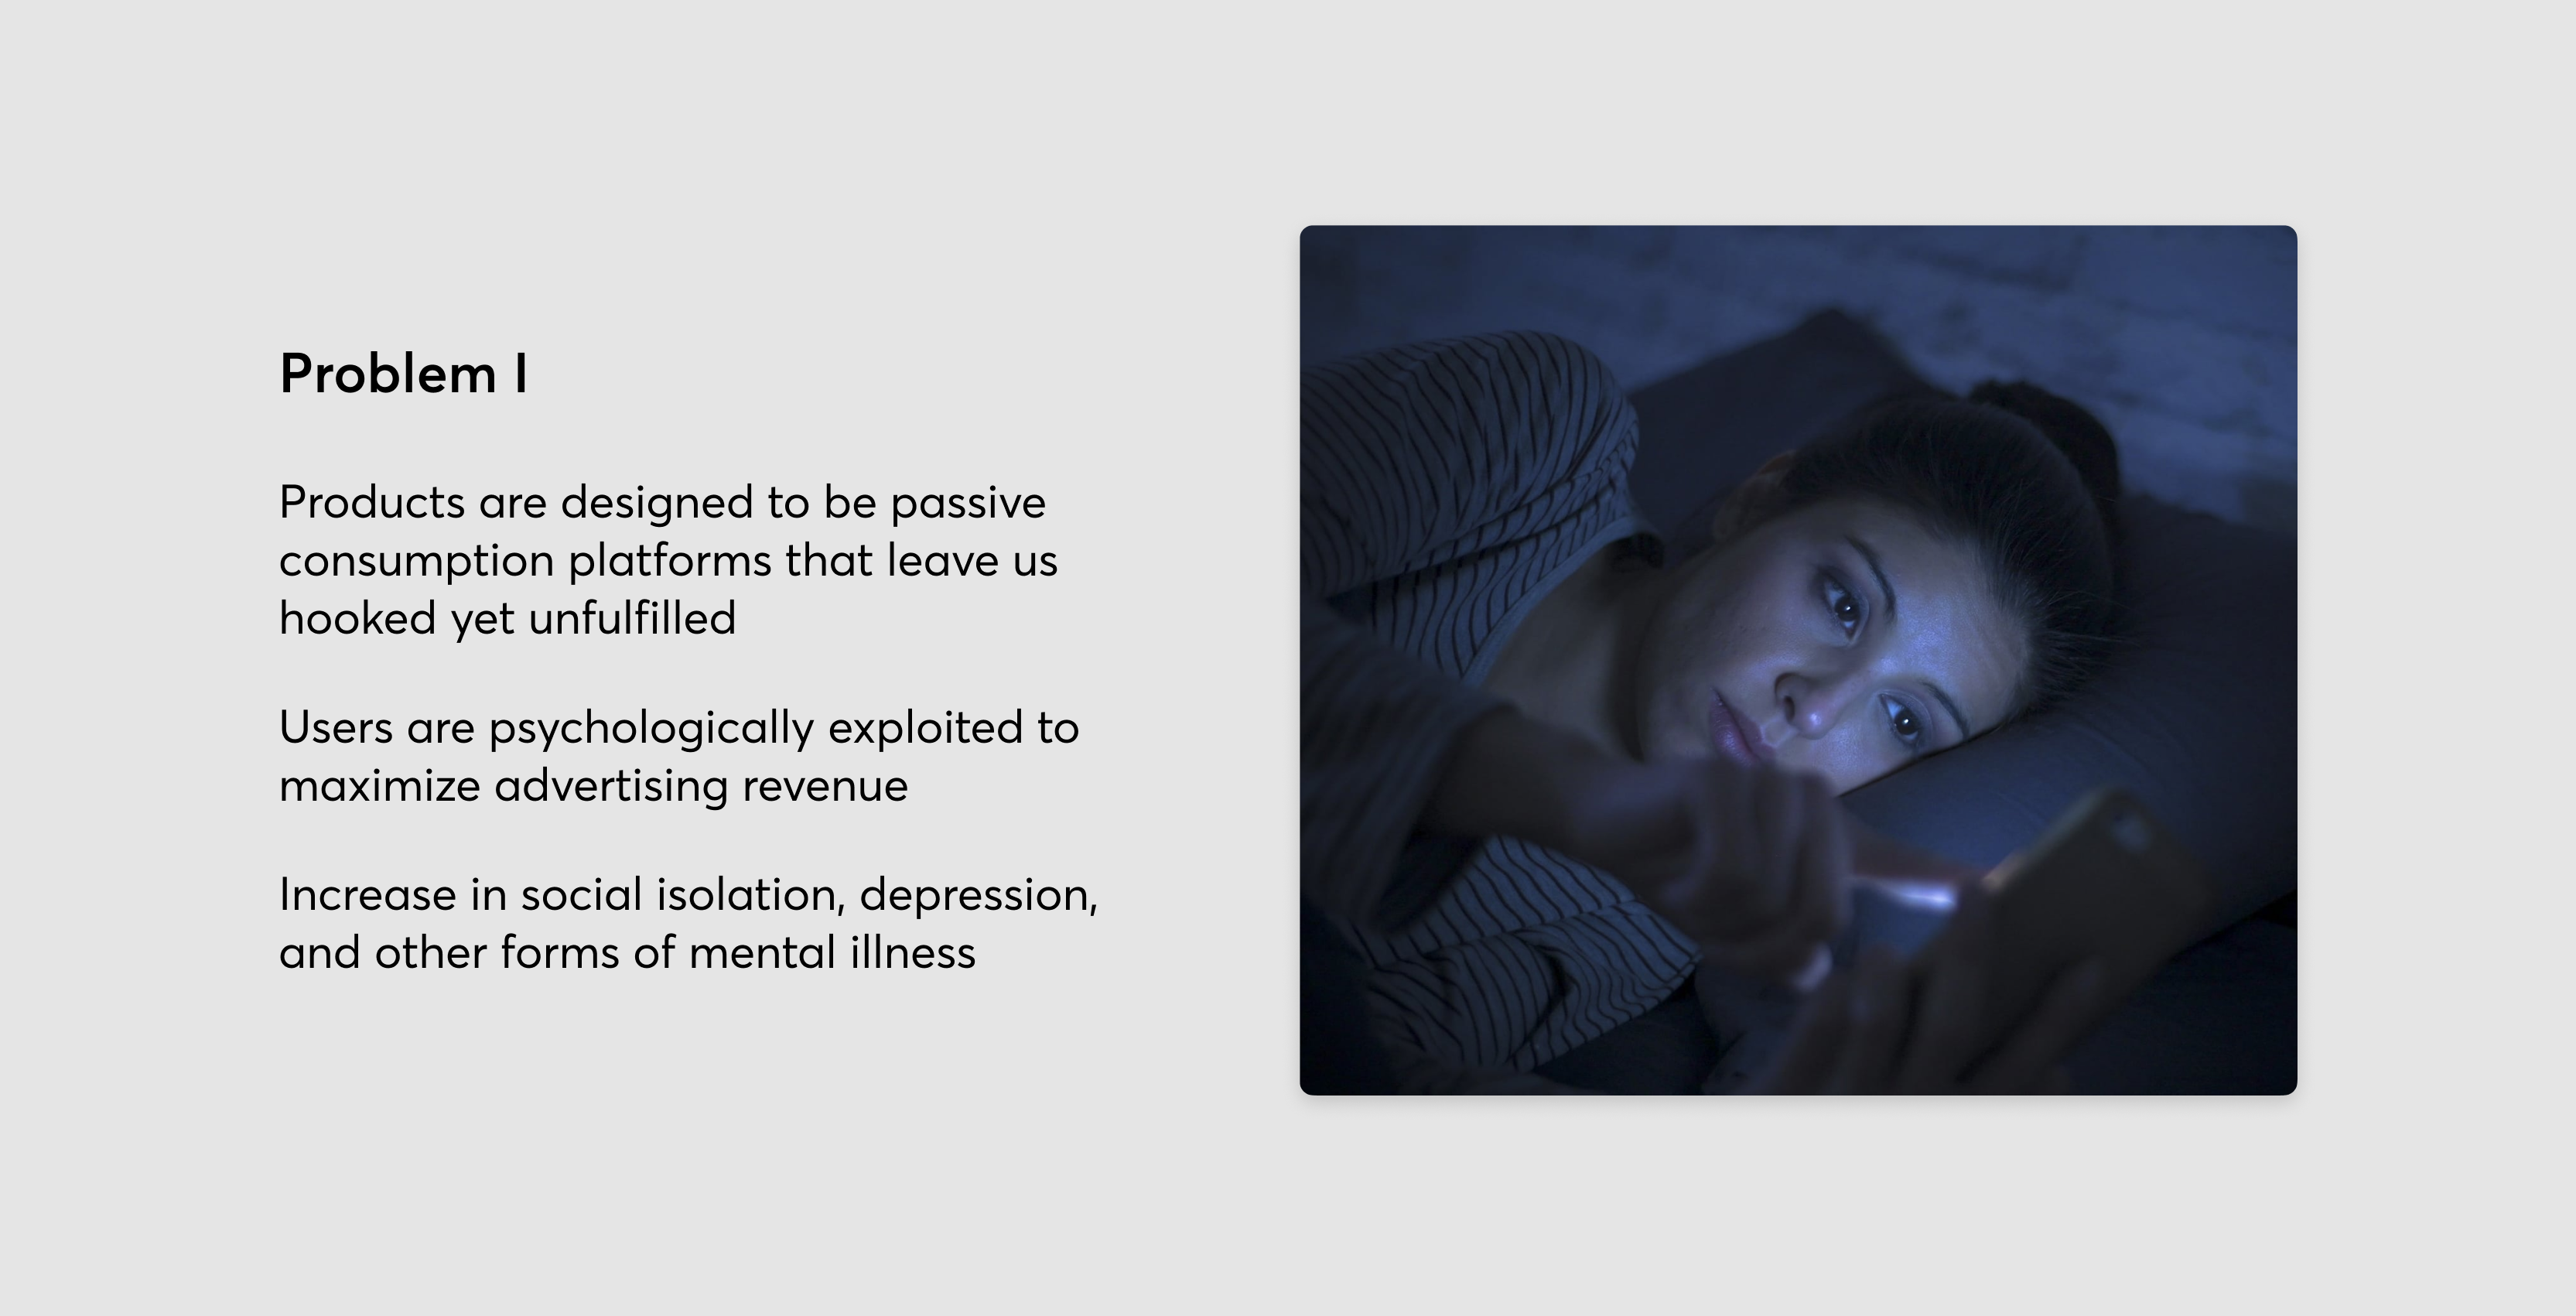 Problem I
Products are designed to be passive
consumption platforms that leave us
hooked yet unfulfilled
Users are psychologically exploited to
maximize advertising revenue
Increase in social isolation, depression,
and other forms of mental illness